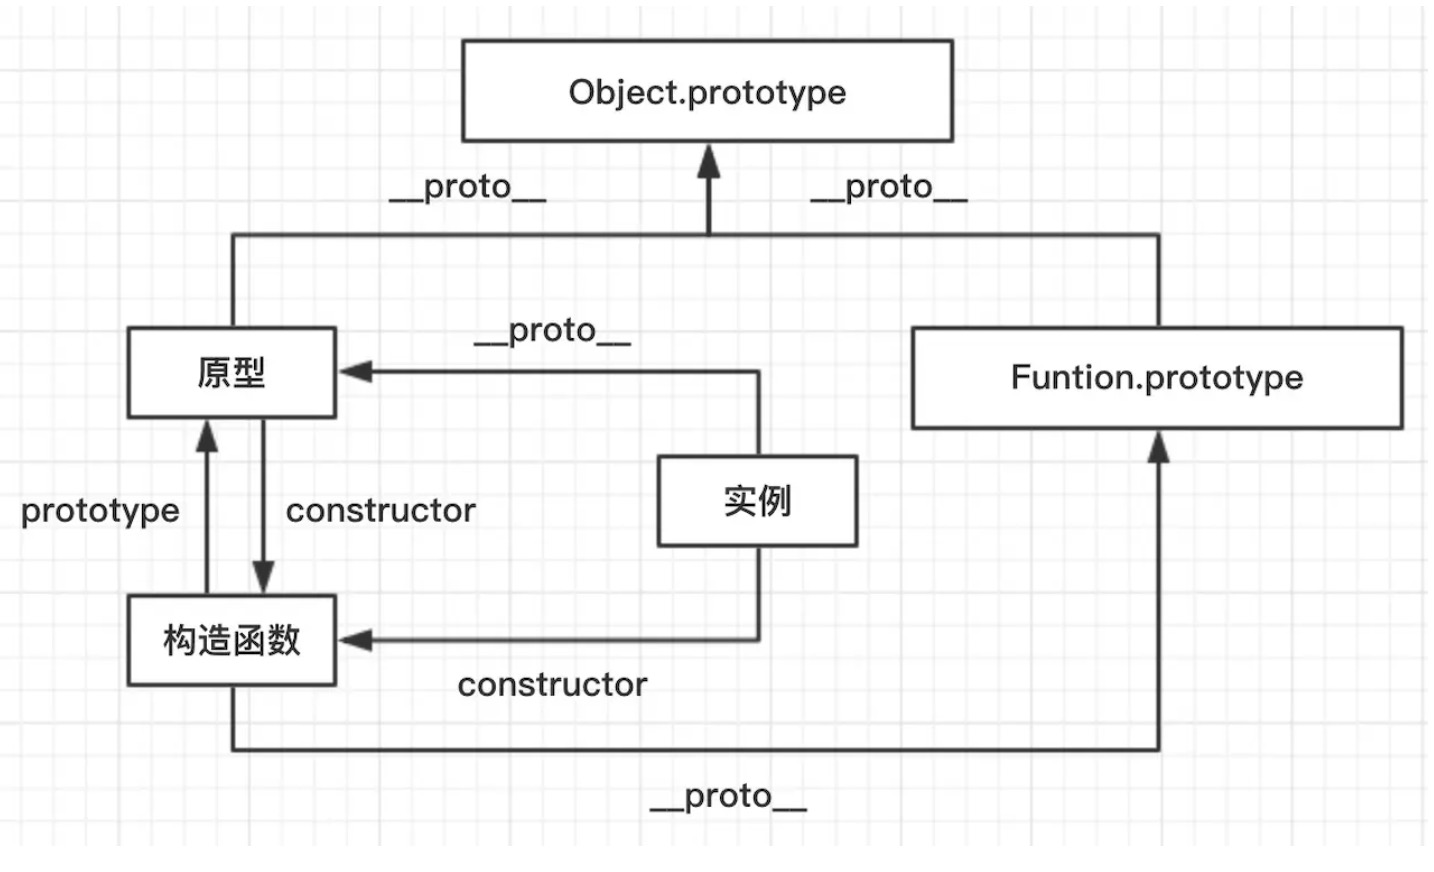 Object.prototype
__proto__
__proto__
__proto__
原型
Funtion.prototype
实例
prototype
constructor
构造函数
constructor
__proto__